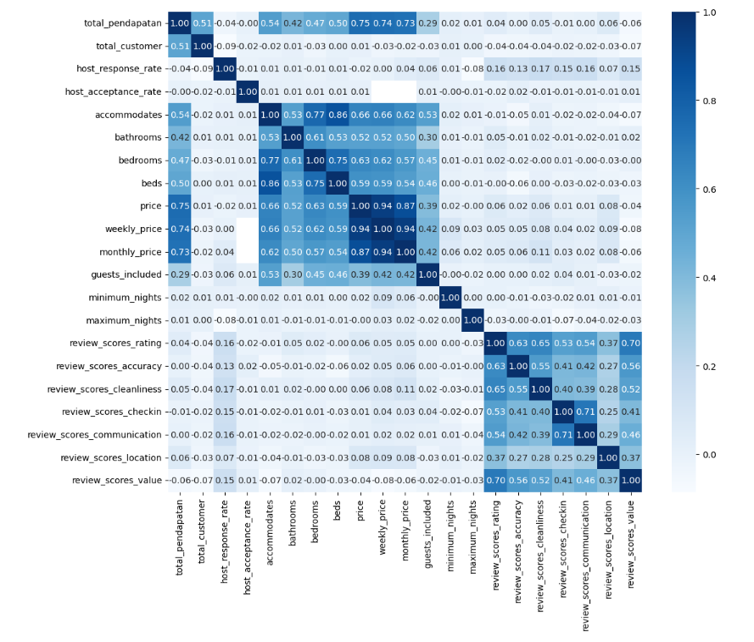 total_pendapatan 1.00 0.51 -0.04 -0.00 0.54 0.42 0.47 0.50 0.75 0.74 0.73 0.29 0.02 0.01 0.04 0.00 0.05 -0.01 0.00 0.06 -0.06 1.0
total_customer 0.51 1.00 -0.09 -0.02 -0.02 0.01 -0.03 0.00 0.01 -0.03 -0.02 -0.03 0.01 0.00 -0.04 -0.04 -0.04 -0.02 -0.02 -0.03 -0.07
host_response_rate -0.04 -0.09 1.00 -0.01 0.01 0.01 -0.01 0.01 -0.02 0.00 0.04 0.06 0.01 -0.08 0.16 0.13 0.17 0.15 0.16 0.07 0.15
host_acceptance_rate -0.00 -0.02 -0.01 1.00 0.01 0.01 0.01 0.01 0.01 0.01 -0.00 -0.01 -0.02 0.02 -0.01 -0.01 -0.01 -0.01 0.01
accommodates 0.54 -0.02 0.01 0.01 1.00 0.53 0.77 0.86 0.66 0.66 0.62 0.53 0.02 -0.01 -0.01 -0.05 0.01 -0.02 -0.02 -0.04 -0.07 0.8
bathrooms 0.42 0.01 0.01 0.01 0.53 1.00 0.61 0.53 0.52 0.52 0.50 0.30 0.01 -0.01 0.05 -0.01 0.02 -0.01 -0.02 -0.01 0.02
bedrooms 0.47 -0.03 -0.01 0.01 0.77 0.61 1.00 0.75 0.63 0.62 0.57 0.45 0.01 -0.01 0.02 -0.02 -0.00 0.01 -0.00 -0.03 -0.00
beds 0.50 0.00 0.01 0.01 0.86 0.53 0.75 1.00 0.59 0.59 0.54 0.46 0.00 -0.01 -0.00 -0.06 0.00 -0.03 -0.02 -0.03 -0.03
price 0.75 0.01 -0.02 0.01 0.66 0.52 0.63 0.59 1.00 0.94 0.87 0.39 0.02 -0.00 0.06 0.02 0.06 0.01 0.01 0.08 -0.04 0.6
weekly_price 0.74 -0.03 0.00 0.66 0.52 0.62 0.59 0.94 1.00 0.94 0.42 0.09 0.03 0.05 0.05 0.08 0.04 0.02 0.09 -0.08
monthly_price 0.73 -0.02 0.04 0.62 0.50 0.57 0.54 0.87 0.94 1.00 0.42 0.06 0.02 0.05 0.06 0.11 0.03 0.02 0.08 -0.06
guests_included 0.29 -0.03 0.06 0.01 0.53 0.30 0.45 0.46 0.39 0.42 0.42 1.00 -0.00 -0.02 0.00 0.00 0.02 0.04 0.01 -0.03 -0.02
minimum_nights 0.02 0.01 0.01 -0.00 0.02 0.01 0.01 0.00 0.02 0.09 0.06 -0.00 1.00 0.00 0.00 -0.01 -0.03 -0.02 0.01 0.01 -0.01 0.4
maximum_nights 0.01 0.00 -0.08 -0.01 -0.01 -0.01 -0.01 -0.01 -0.00 0.03 0.02 -0.02 0.00 1.00 -0.03 -0.00 -0.01 -0.07 -0.04 -0.02 -0.03
review_scores_rating 0.04 -0.04 0.16 -0.02 -0.01 0.05 0.02 -0.00 0.06 0.05 0.05 0.00 0.00 -0.03 1.00 0.63 0.65 0.53 0.54 0.37 0.70
review_scores_accuracy 0.00 -0.04 0.13 0.02 -0.05 -0.01 -0.02 -0.06 0.02 0.05 0.06 0.00 -0.01 -0.00 0.63 1.00 0.55 0.41 0.42 0.27 0.56 0.2
review_scores_cleanliness 0.05 -0.04 0.17 -0.01 0.01 0.02 -0.00 0.00 0.06 0.08 0.11 0.02 -0.03 -0.01 0.65 0.55 1.00 0.40 0.39 0.28 0.52
review_scores_checkin -0.01 -0.02 0.15 -0.01 -0.02 -0.01 0.01 -0.03 0.01 0.04 0.03 0.04 -0.02 -0.07 0.53 0.41 0.40 1.00 0.71 0.25 0.41
review_scores_communication 0.00 -0.02 0.16 -0.01 -0.02 -0.02 -0.00 -0.02 0.01 0.02 0.02 0.01 0.01 -0.04 0.54 0.42 0.39 0.71 1.00 0.29 0.46
review_scores_location 0.06 -0.03 0.07 -0.01 -0.04 -0.01 -0.03 -0.03 0.08 0.09 0.08 -0.03 0.01 -0.02 0.37 0.27 0.28 0.25 0.29 1.00 0.37 0.0
review_scores_value -0.06 -0.07 0.15 0.01 -0.07 0.02 -0.00 -0.03 -0.04 -0.08 -0.06 -0.02 -0.01 -0.03 0.70 0.56 0.52 0.41 0.46 0.37 1.00
total_pendapatan
total_customer
host_response_rate
host_acceptance_rate
accommodates
bathrooms
bedrooms
beds
price
weekly_price
monthly_price
guests_included
minimum_nights
maximum_nights
review_scores_rating
review_scores_accuracy
review_scores_cleanliness
review_scores_checkin
review_scores_communication
review_scores_location
review_scores_value